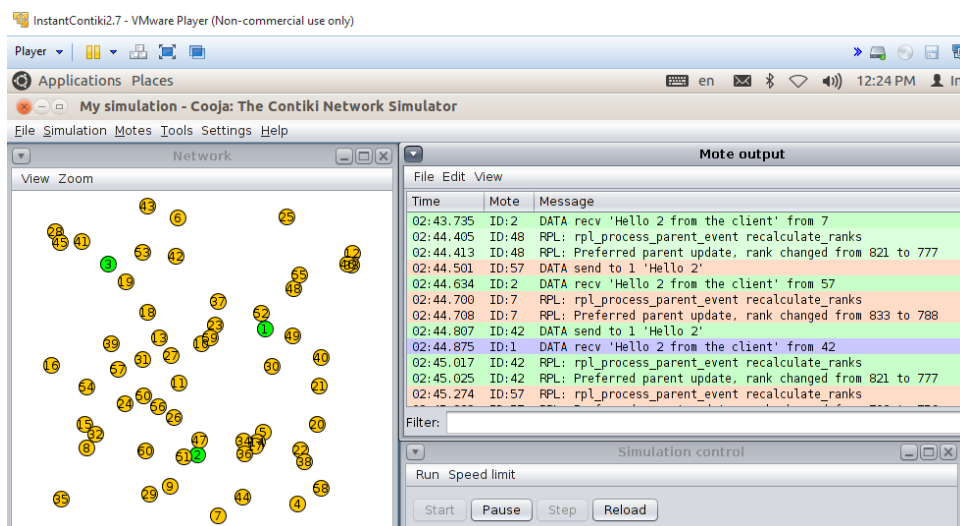 InstantContiki2.7 - VMware Player (Non-commercial use only)
Player
Applications Places en 12:24 PM
My simulation - Cooja: The Contiki Network Simulator
File Simulation Motes Tools Settings Help
Network
View Zoom
43
6
25
28
45
41
53
42
12
3
19
55
48
37
18
52
23
1
13
59
10
49
39
16
57
31
27
30
40
54
11
21
50
24
56
26
15
32
8
20
5
47
34
14
17
36
22
38
60
51
2
35
29
9
44
58
4
7
Mote output
File Edit View
Time Mote Message
02:43.735 ID:2 DATA recv 'Hello 2 from the client' from 7
02:44.405 ID:48 RPL: rpl_process_parent_event recalculate_ranks
02:44.413 ID:48 RPL: Preferred parent update, rank changed from 821 to 777
02:44.501 ID:57 DATA send to 1 'Hello 2'
02:44.634 ID:2 DATA recv 'Hello 2 from the client' from 57
02:44.700 ID:7 RPL: rpl_process_parent_event recalculate_ranks
02:44.708 ID:7 RPL: Preferred parent update, rank changed from 833 to 788
02:44.807 ID:42 DATA send to 1 'Hello 2'
02:44.875 ID:1 DATA recv 'Hello 2 from the client' from 42
02:45.017 ID:42 RPL: rpl_process_parent_event recalculate_ranks
02:45.025 ID:42 RPL: Preferred parent update, rank changed from 821 to 777
02:45.274 ID:57 RPL: rpl_process_parent_event recalculate_ranks
Filter:
Simulation control
Run Speed limit
Start Pause Step Reload